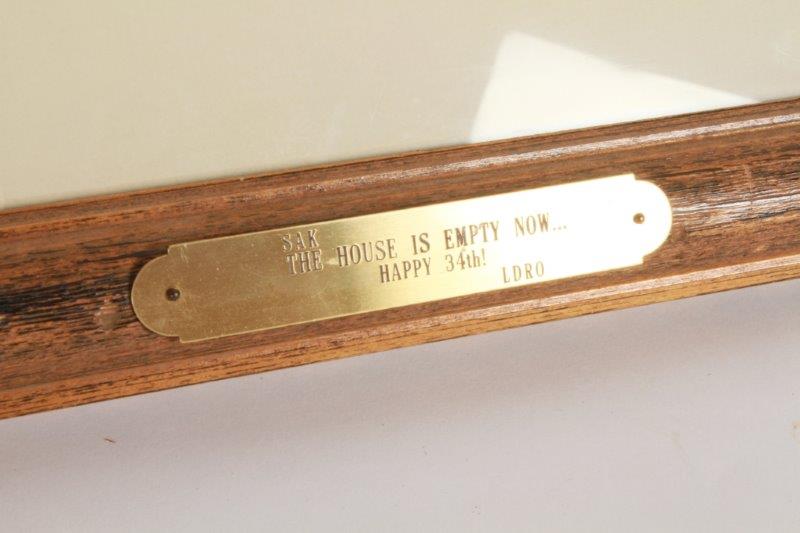 SAK
THE HOUSE IS EMPTY NOW...
HAPPY 34th!
LDRO